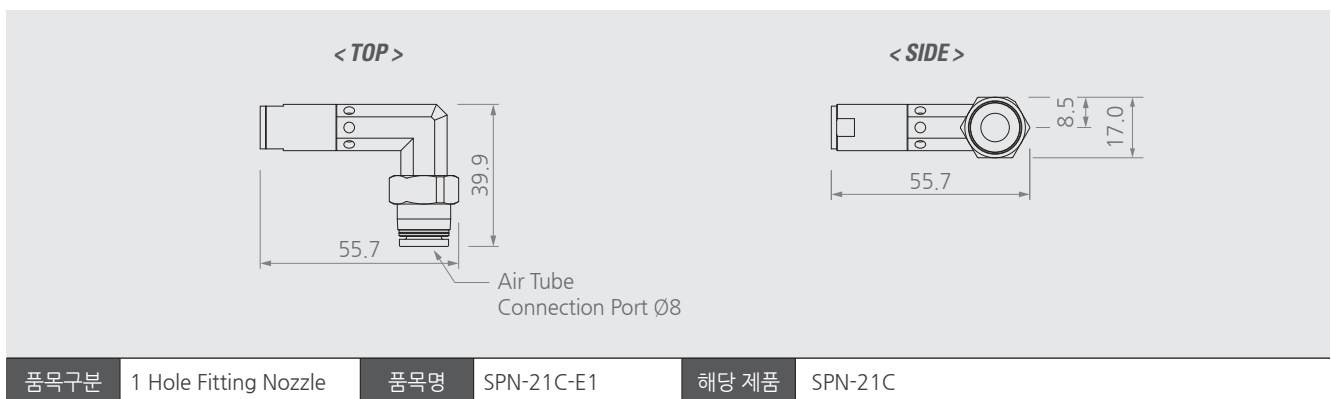 < TOP >
< SIDE >
39.9
55.7
Air Tube
Connection Port Ø8
8.5
17.0
55.7
품목구분 1 Hole Fitting Nozzle 품목명 SPN-21C-E1 해당 제품 SPN-21C